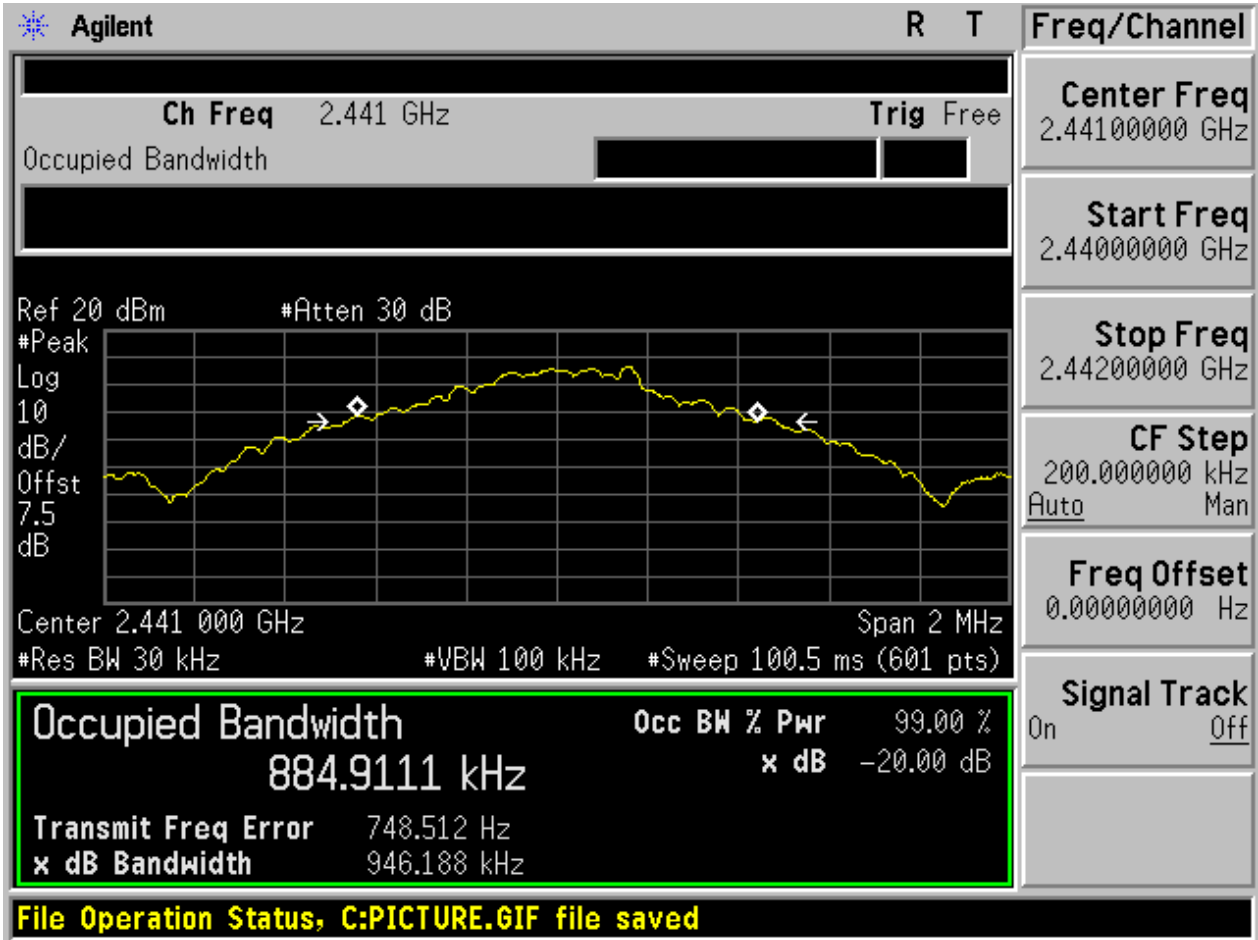 Agilent R T
Ch Freq 2.441 GHz Trig Free
Occupied Bandwidth
Ref 20 dBm #Atten 30 dB
#Peak
Log
10
dB/
Offst
7.5
dB
Center 2.441 000 GHz Span 2 MHz
#Res BW 30 kHz #VBW 100 kHz #Sweep 100.5 ms (601 pts)
Occupied Bandwidth
884.9111 kHz
Occ BW % Pwr 99.00 %
x dB -20.00 dB
Transmit Freq Error 748.512 Hz
x dB Bandwidth 946.188 kHz
File Operation Status, C:PICTURE.GIF file saved
Freq/Channel
Center Freq
2.44100000 GHz
Start Freq
2.44000000 GHz
Stop Freq
2.44200000 GHz
CF Step
200.000000 kHz
Auto Man
Freq Offset
0.00000000 Hz
Signal Track
On Off